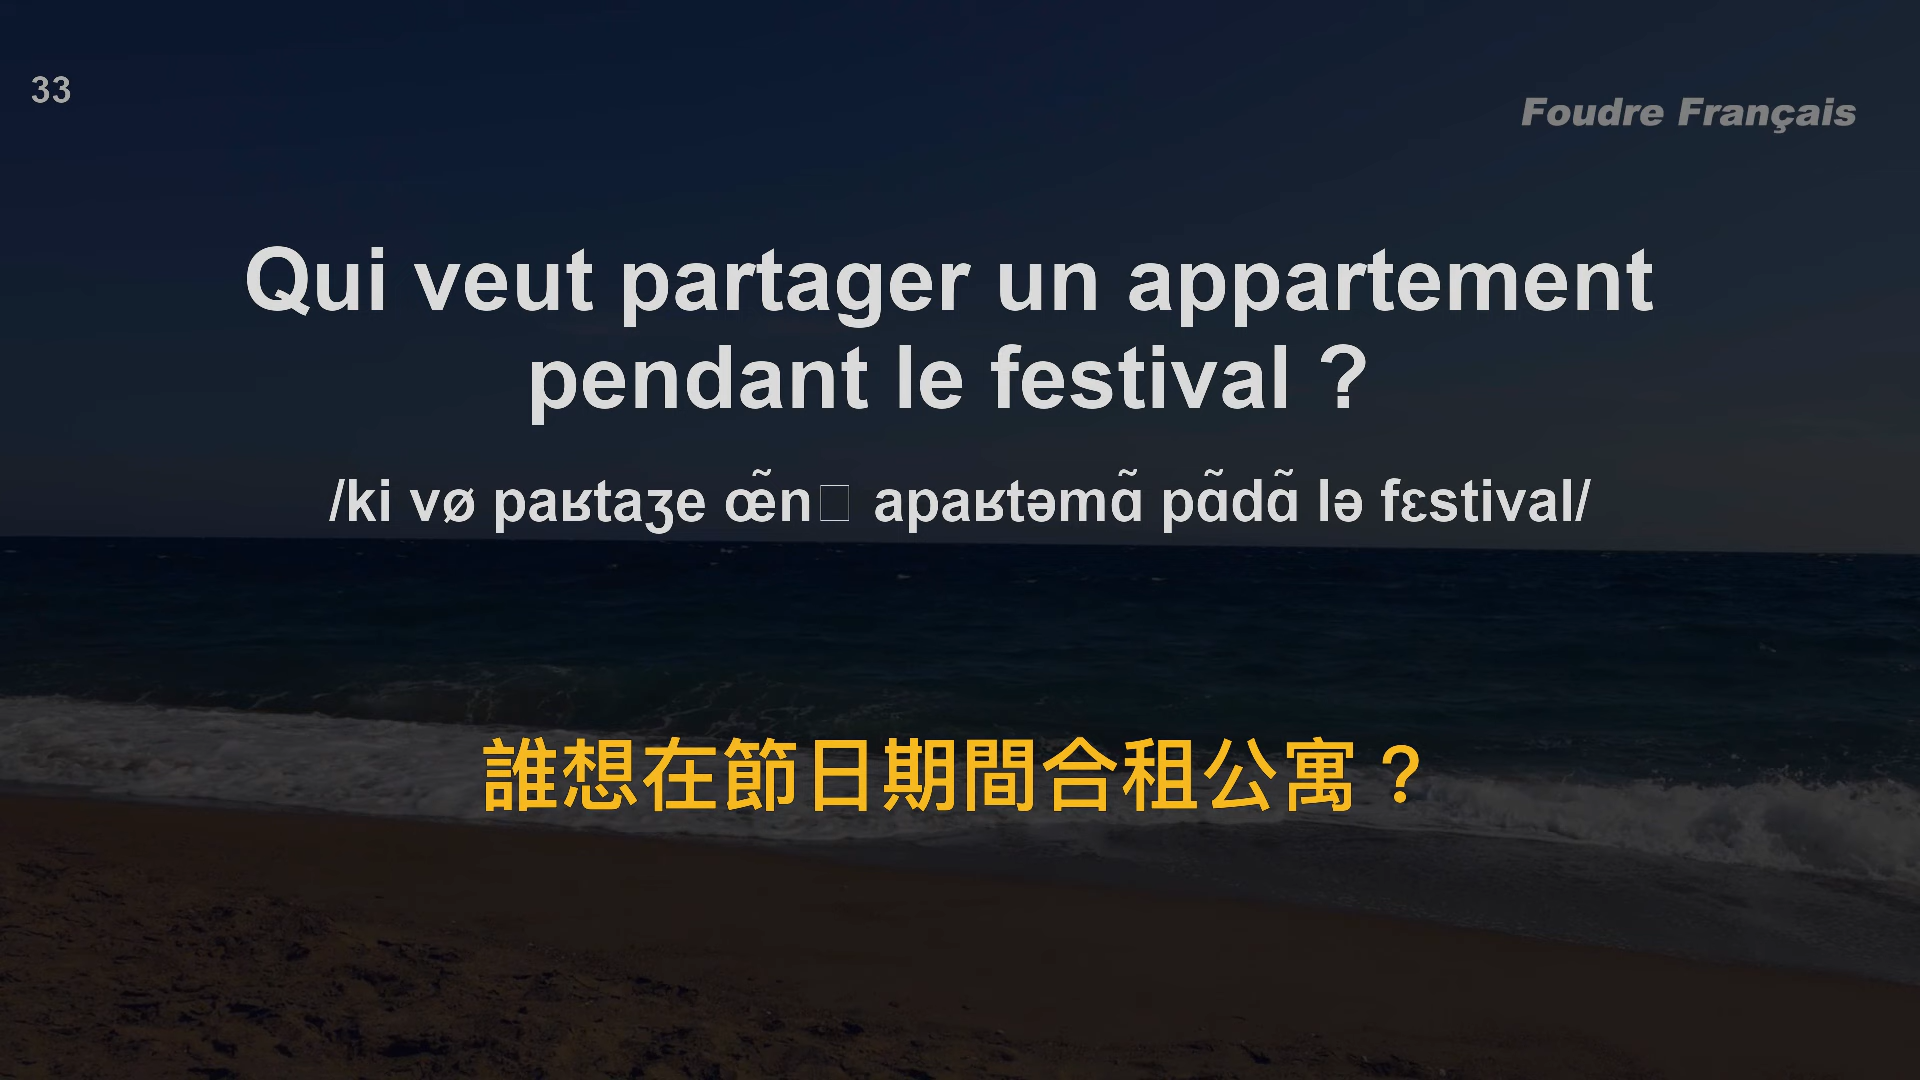 33
Foudre Français
Qui veut partager un appartement
pendant le festival ?
/ki vø paʁtaʒe œ̃n□ apaʁtəmɑ̃ pɑ̃dɑ̃ lə fɛstival/
誰想在節日期間合租公寓？